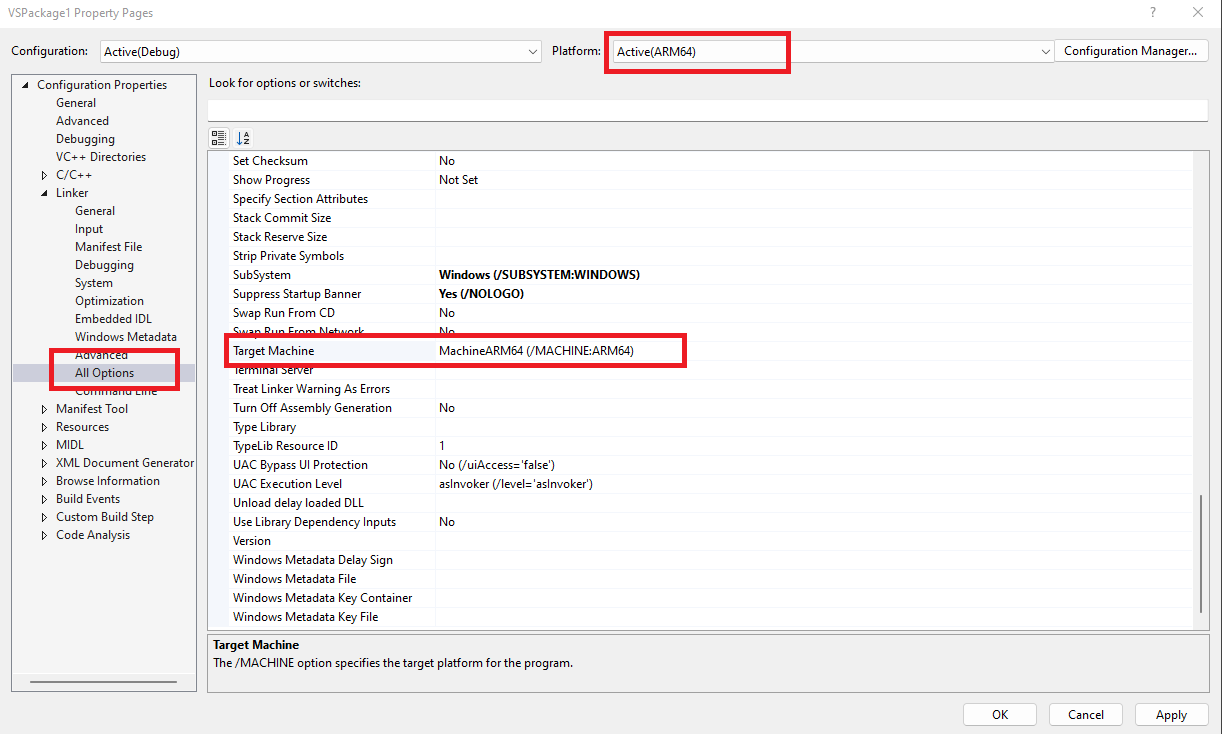 VSPackage1 Property Pages
Configuration: Active(Debug) Platform: Active(ARM64) Configuration Manager...
Configuration Properties
General
Advanced
Debugging
VC++ Directories
C/C++
Linker
General
Input
Manifest File
Debugging
System
Optimization
Embedded IDL
Windows Metadata
Advanced
All Options
Command Line
Manifest Tool
Resources
MIDL
XML Document Generator
Browse Information
Build Events
Custom Build Step
Code Analysis
Look for options or switches:
Set Checksum No
Show Progress Not Set
Specify Section Attributes
Stack Commit Size
Stack Reserve Size
Strip Private Symbols
SubSystem Windows (/SUBSYSTEM:WINDOWS)
Suppress Startup Banner Yes (/NOLOGO)
Swap Run From CD No
Swap Run From Network No
Target Machine MachineARM64 (/MACHINE:ARM64)
Terminal Server
Treat Linker Warning As Errors
Turn Off Assembly Generation No
Type Library
TypeLib Resource ID 1
UAC Bypass UI Protection No (/uiAccess='false')
UAC Execution Level asInvoker (/level='asInvoker')
Unload delay loaded DLL
Use Library Dependency Inputs No
Version
Windows Metadata Delay Sign
Windows Metadata File
Windows Metadata Key Container
Windows Metadata Key File
Target Machine
The /MACHINE option specifies the target platform for the program.
OK Cancel Apply